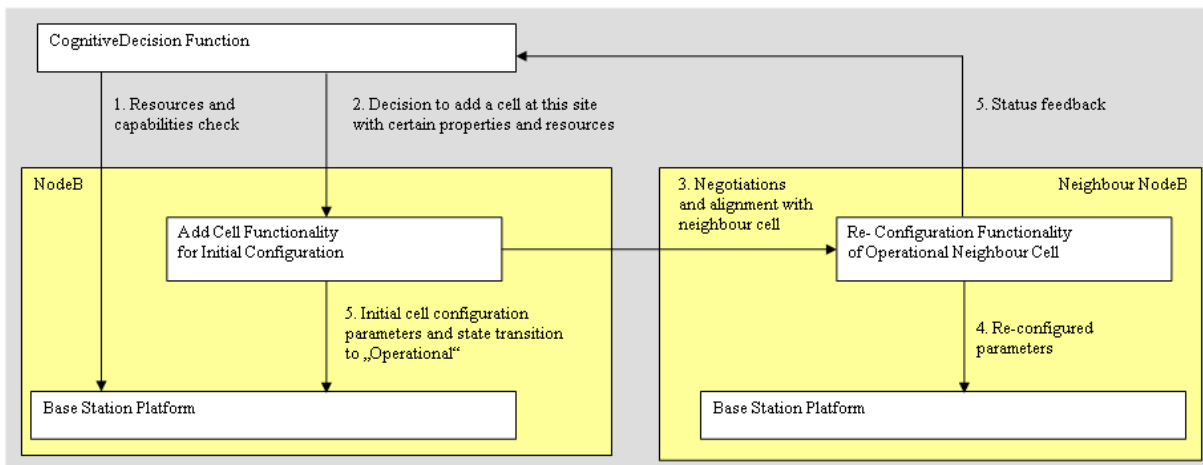 CognitiveDecision Function
1. Resources and
capabilities check
2. Decision to add a cell at this site
with certain properties and resources
5. Status feedback
NodeB
3. Negotiations
and alignment with
neighbour cell
Neighbour NodeB
Add Cell Functionality
for Initial Configuration
Re- Configuration Functionality
of Operational Neighbour Cell
5. Initial cell configuration
parameters and state transition
to „Operational“
4. Re-configured
parameters
Base Station Platform
Base Station Platform